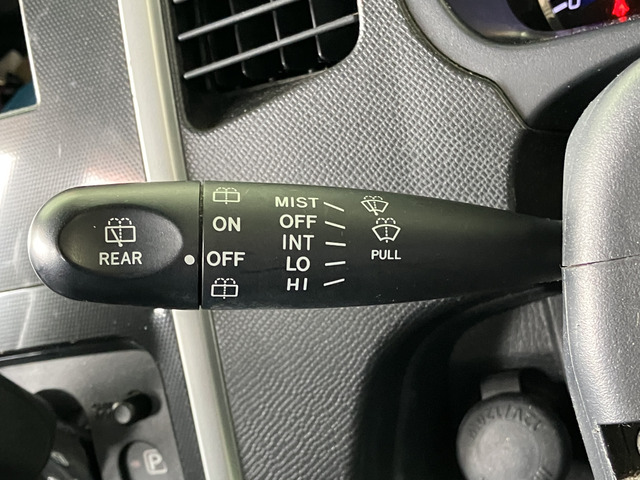 REAR
ON
OFF
MIST
OFF
INT
LO
HI
PULL
P